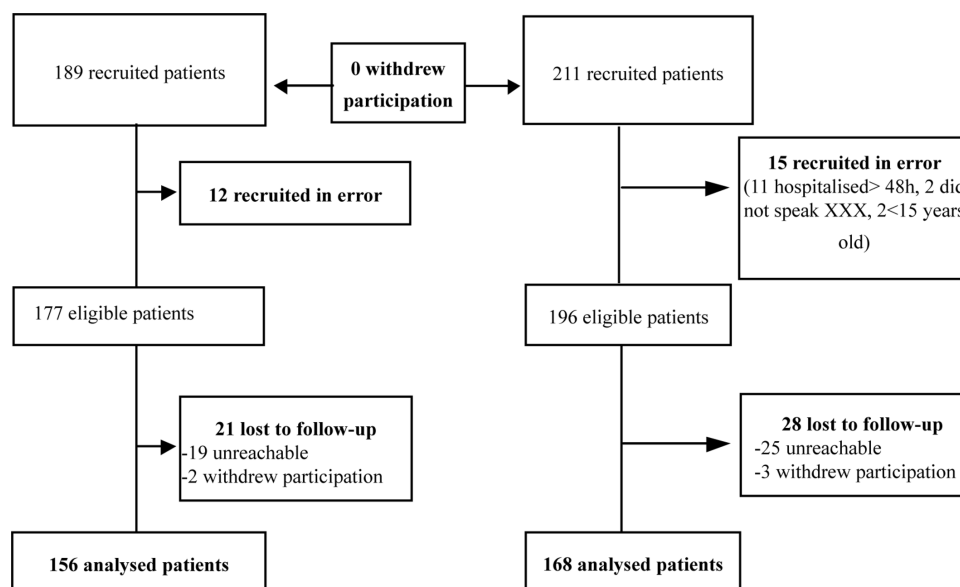 189 recruited patients
0 withdrew
participation
211 recruited patients
12 recruited in error
15 recruited in error
(11 hospitalised> 48h, 2 did
not speak XXX, 2<15 years
old)
177 eligible patients
196 eligible patients
21 lost to follow-up
-19 unreachable
-2 withdrew participation
28 lost to follow-up
-25 unreachable
-3 withdrew participation
156 analysed patients
168 analysed patients